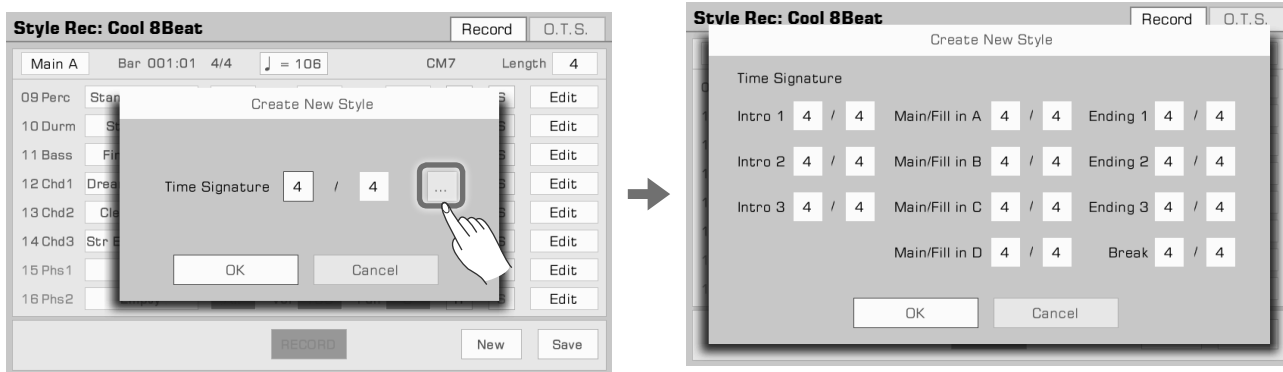 Style Rec: Cool 8Beat Record O.T.S.
Main A Bar 001:01 4/4 ♩ = 106 CM7 Length 4
09 Perc Edit
Create New Style
10 Durm Edit
11 Bass Edit
12 Chd1 Edit
Time Signature 4 / 4 ...
13 Chd2 Edit
14 Chd3 Edit
15 Phs1 Edit
OK Cancel
16 Phs2 Edit
RECORD New Save
Style Rec: Cool 8Beat Record O.T.S.
Create New Style
Time Signature
Intro 1 4 / 4 Main/Fill in A 4 / 4 Ending 1 4 / 4
Intro 2 4 / 4 Main/Fill in B 4 / 4 Ending 2 4 / 4
Intro 3 4 / 4 Main/Fill in C 4 / 4 Ending 3 4 / 4
Main/Fill in D 4 / 4 Break 4 / 4
OK Cancel